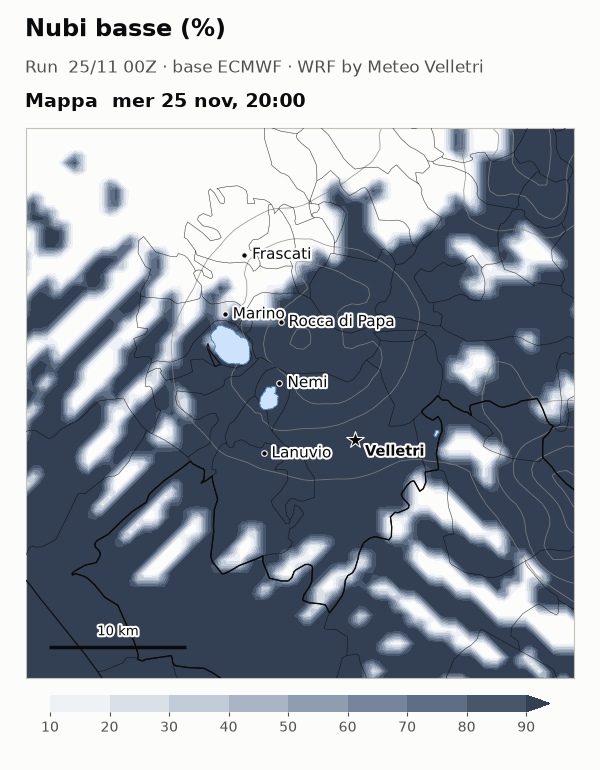 Nubi basse (%)
Run  25/11 00Z · base ECMWF · WRF by Meteo Velletri
Mappa  mer 25 nov, 20:00
Frascati
Marino
Rocca di Papa
Nemi
Velletri
Lanuvio
10 km
10 20 30 40 50 60 70 80 90